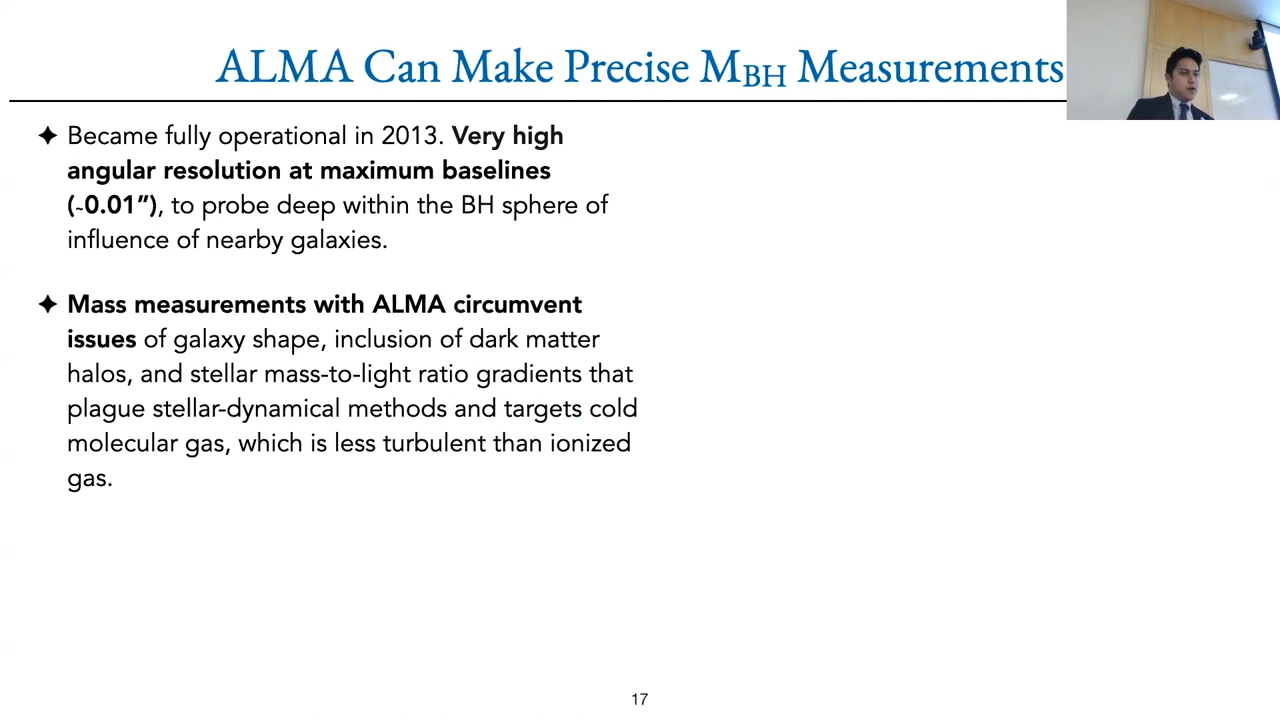 ALMA Can Make Precise MBH Measurements
✦ Became fully operational in 2013. Very high
angular resolution at maximum baselines
(~0.01”), to probe deep within the BH sphere of
influence of nearby galaxies.
✦ Mass measurements with ALMA circumvent
issues of galaxy shape, inclusion of dark matter
halos, and stellar mass-to-light ratio gradients that
plague stellar-dynamical methods and targets cold
molecular gas, which is less turbulent than ionized
gas.
17